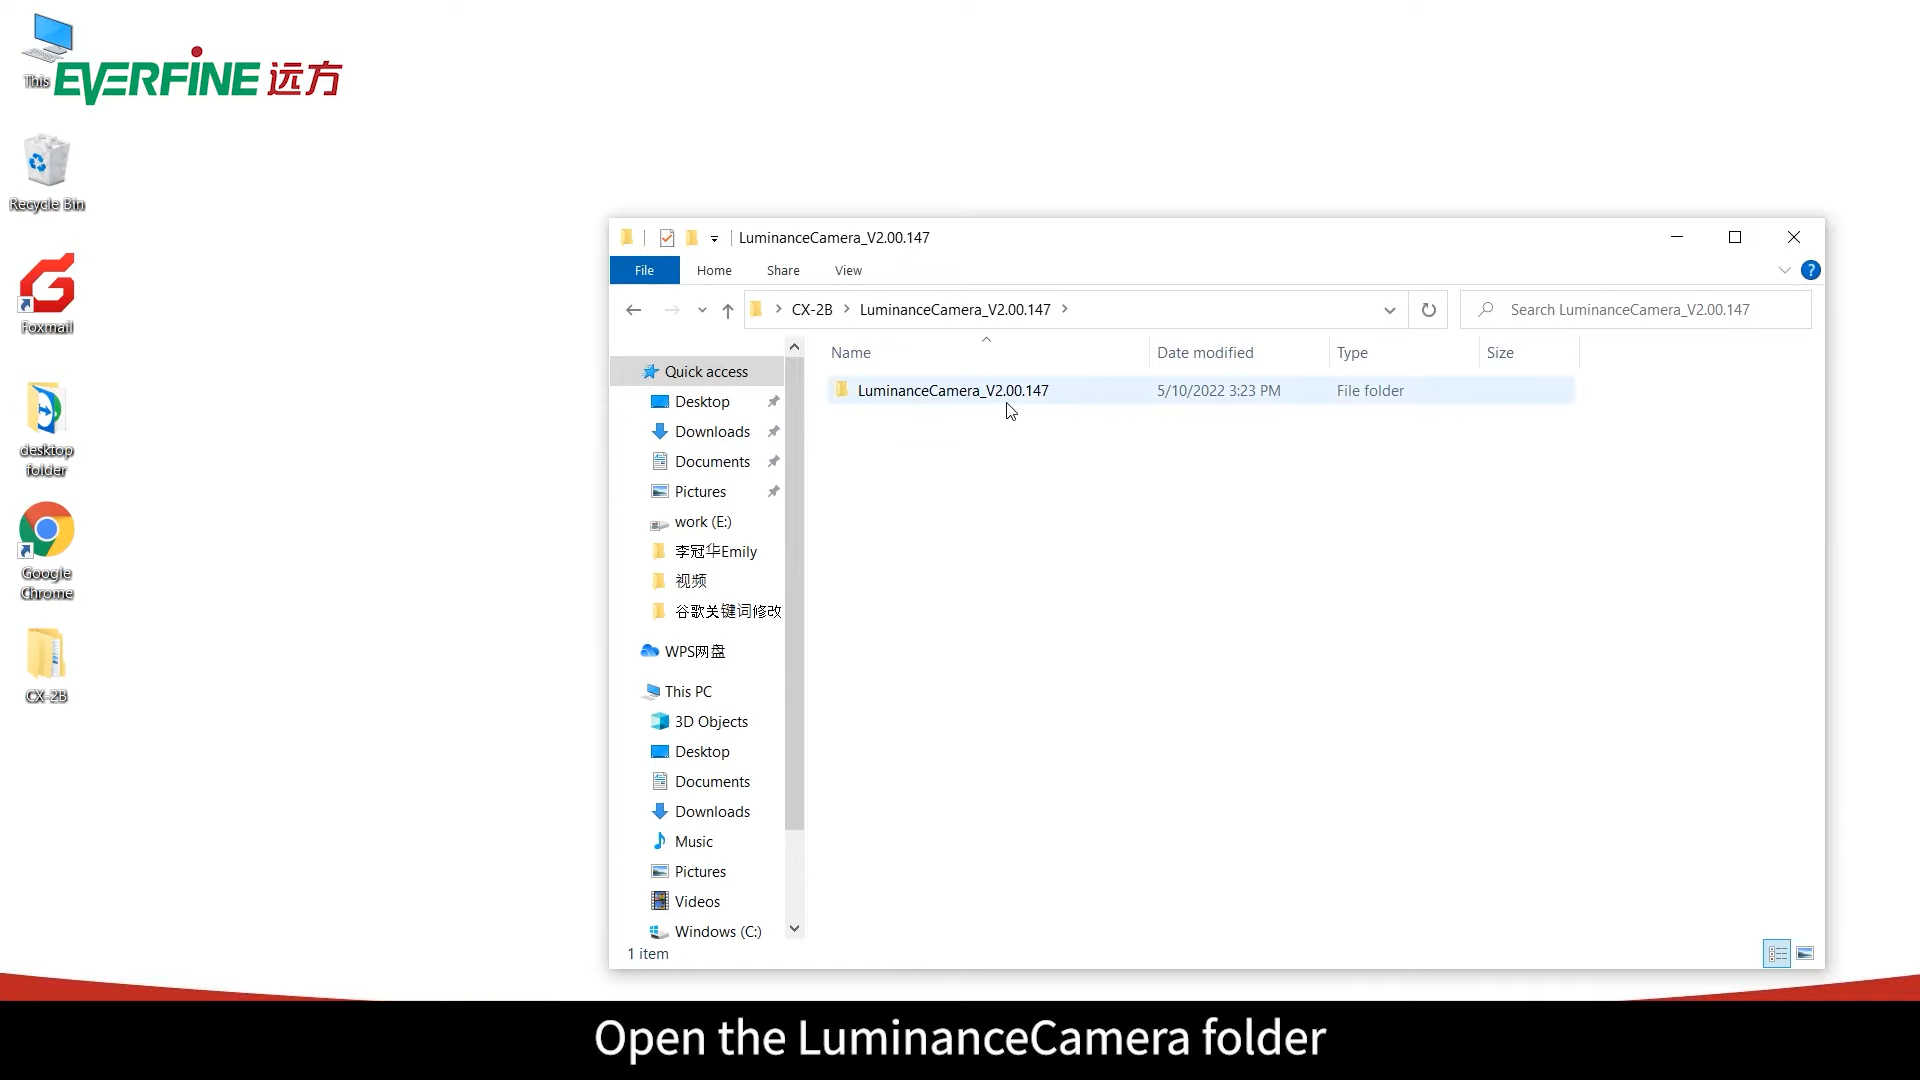 This
EVERFINE 远方
Recycle Bin
Foxmail
desktop
folder
Google
Chrome
CX-2B
LuminanceCamera_V2.00.147
File Home Share View
CX-2B LuminanceCamera_V2.00.147
Search LuminanceCamera_V2.00.147
Name Date modified Type Size
LuminanceCamera_V2.00.147 5/10/2022 3:23 PM File folder
Quick access
Desktop
Downloads
Documents
Pictures
work (E:)
李冠华Emily
视频
谷歌关键词修改
WPS网盘
This PC
3D Objects
Desktop
Documents
Downloads
Music
Pictures
Videos
Windows (C:)
1 item
Open the LuminanceCamera folder